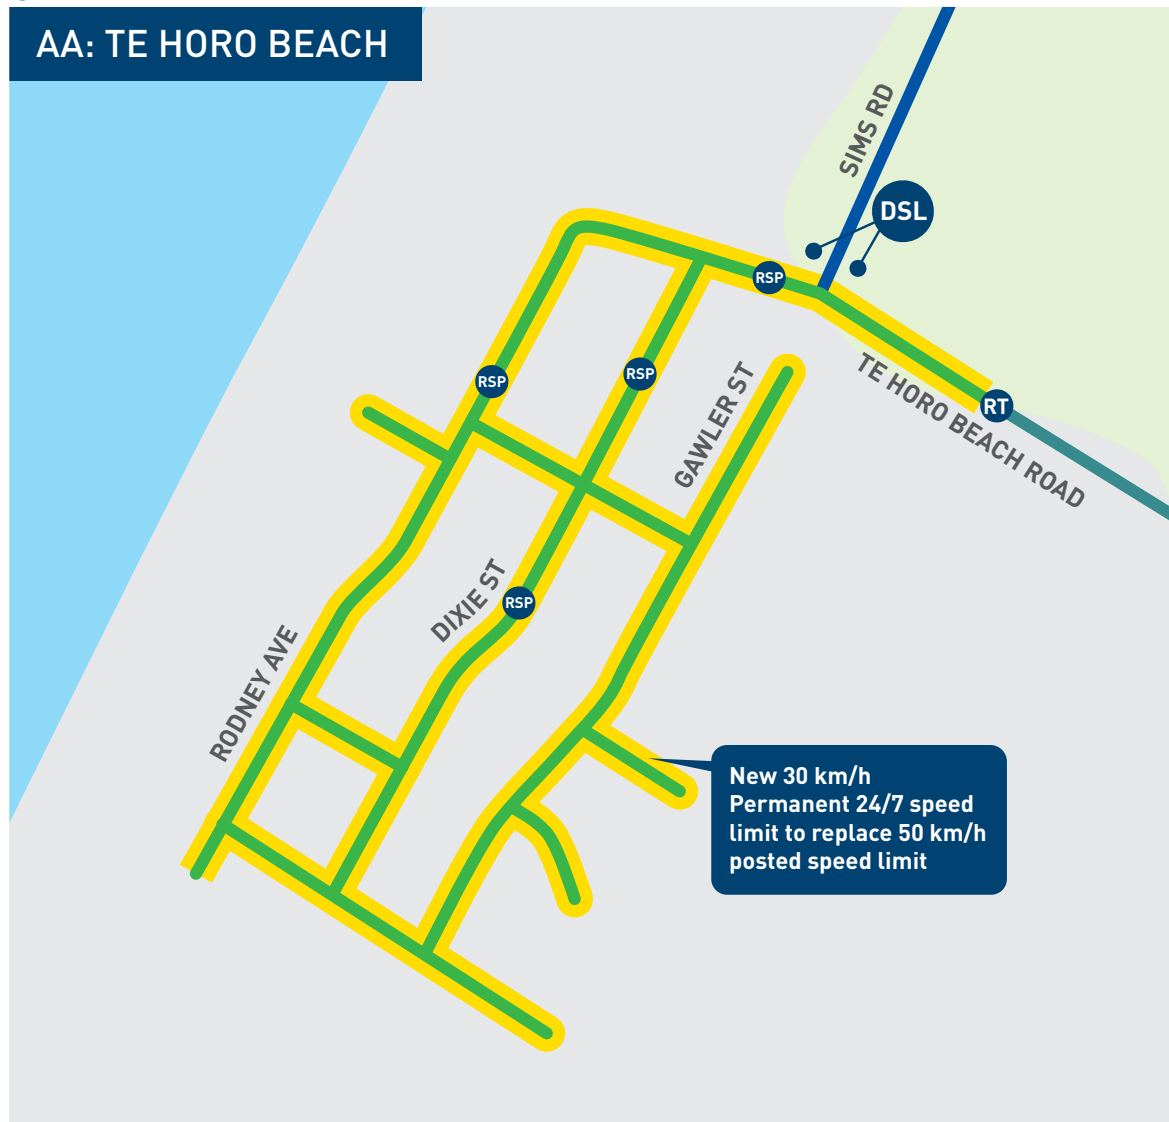 AA: TE HORO BEACH
SIMS RD
DSL
RSP
RSP
RSP
GAWLER ST
TE HORO BEACH ROAD
RT
DIXIE ST
RSP
RODNEY AVE
New 30 km/h
Permanent 24/7 speed
limit to replace 50 km/h
posted speed limit